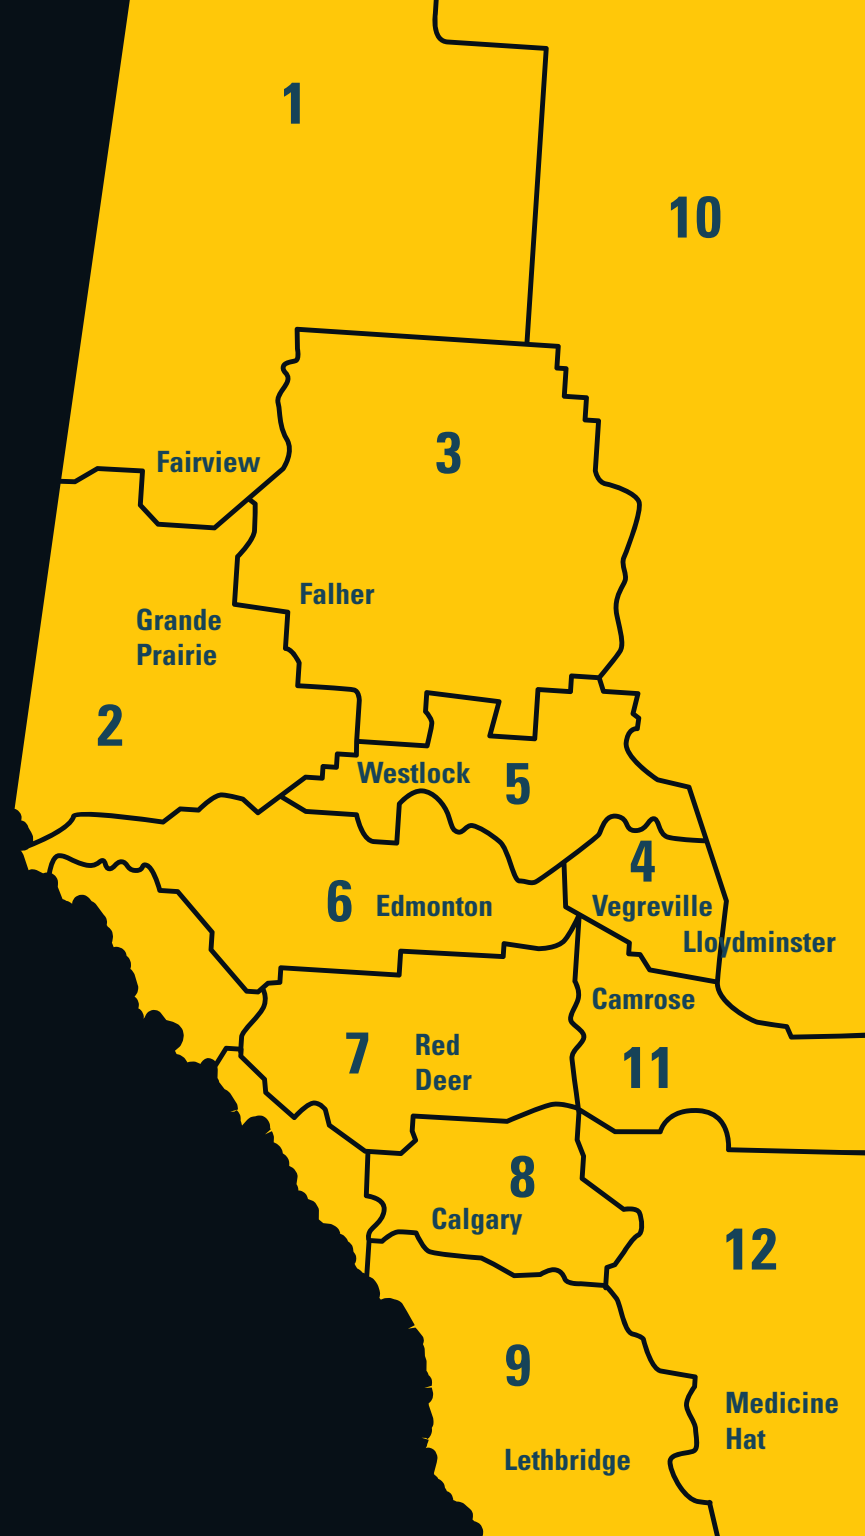 1
10
3
Fairview
Falher
Grande
Prairie
2
Westlock
5
4
6
Edmonton
Vegreville
Lloydminster
Camrose
7
Red
Deer
11
8
Calgary
12
9
Medicine
Hat
Lethbridge